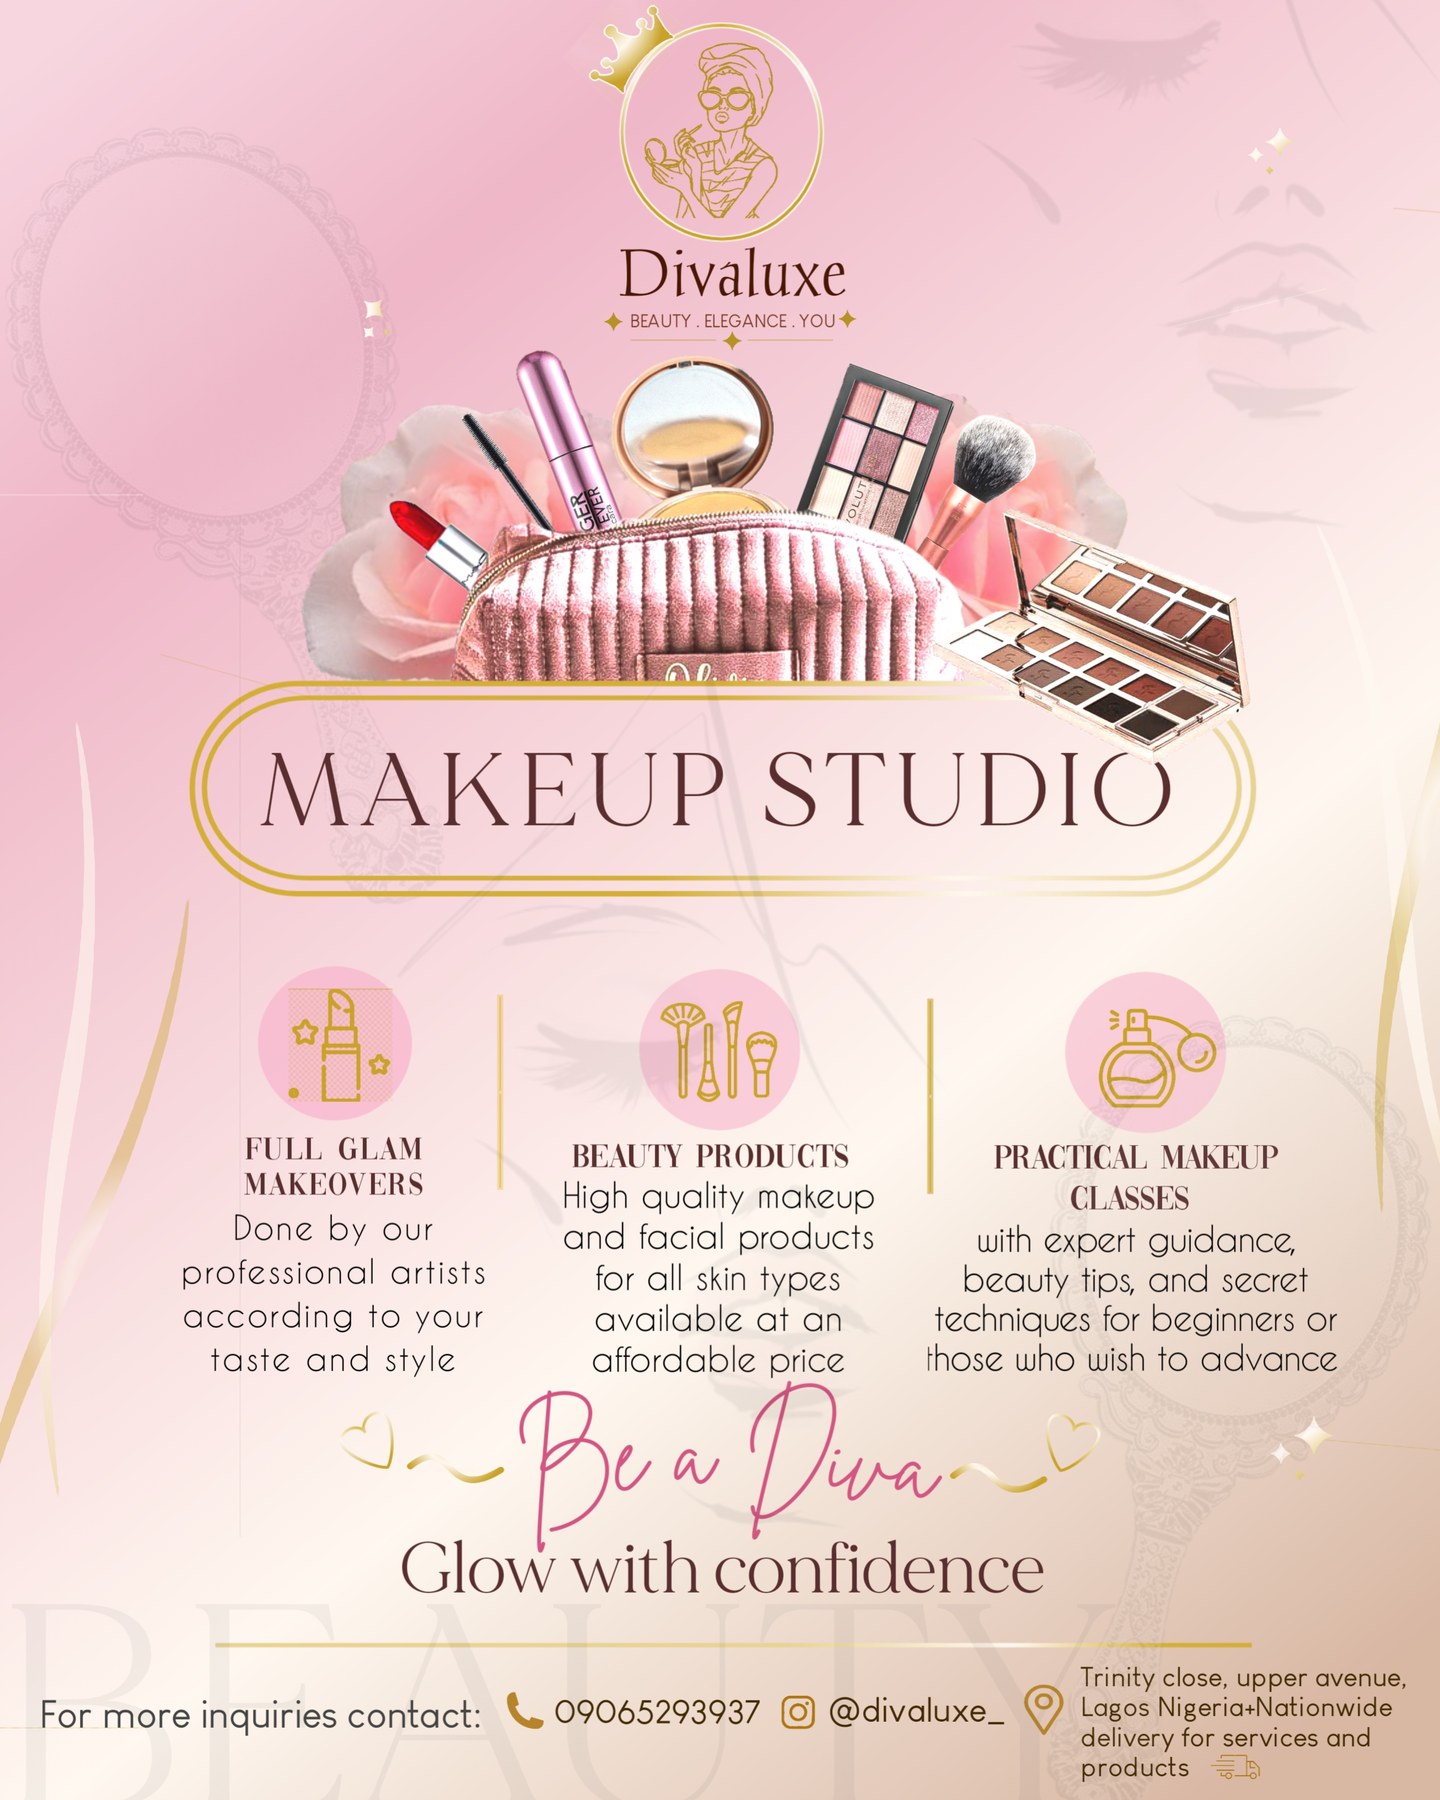 Divaluxe
BEAUTY . ELEGANCE . YOU
MAKEUP STUDIO
FULL GLAM
MAKEOVERS
Done by our
professional artists
according to your
taste and style
BEAUTY PRODUCTS
High quality makeup
and facial products
for all skin types
available at an
affordable price
PRACTICAL MAKEUP
CLASSES
with expert guidance,
beauty tips, and secret
techniques for beginners or
those who wish to advance
Be a Diva
Glow with confidence
BEAUTY
For more inquiries contact:
09065293937
@divaluxe_
Trinity close, upper avenue,
Lagos Nigeria+Nationwide
delivery for services and
products